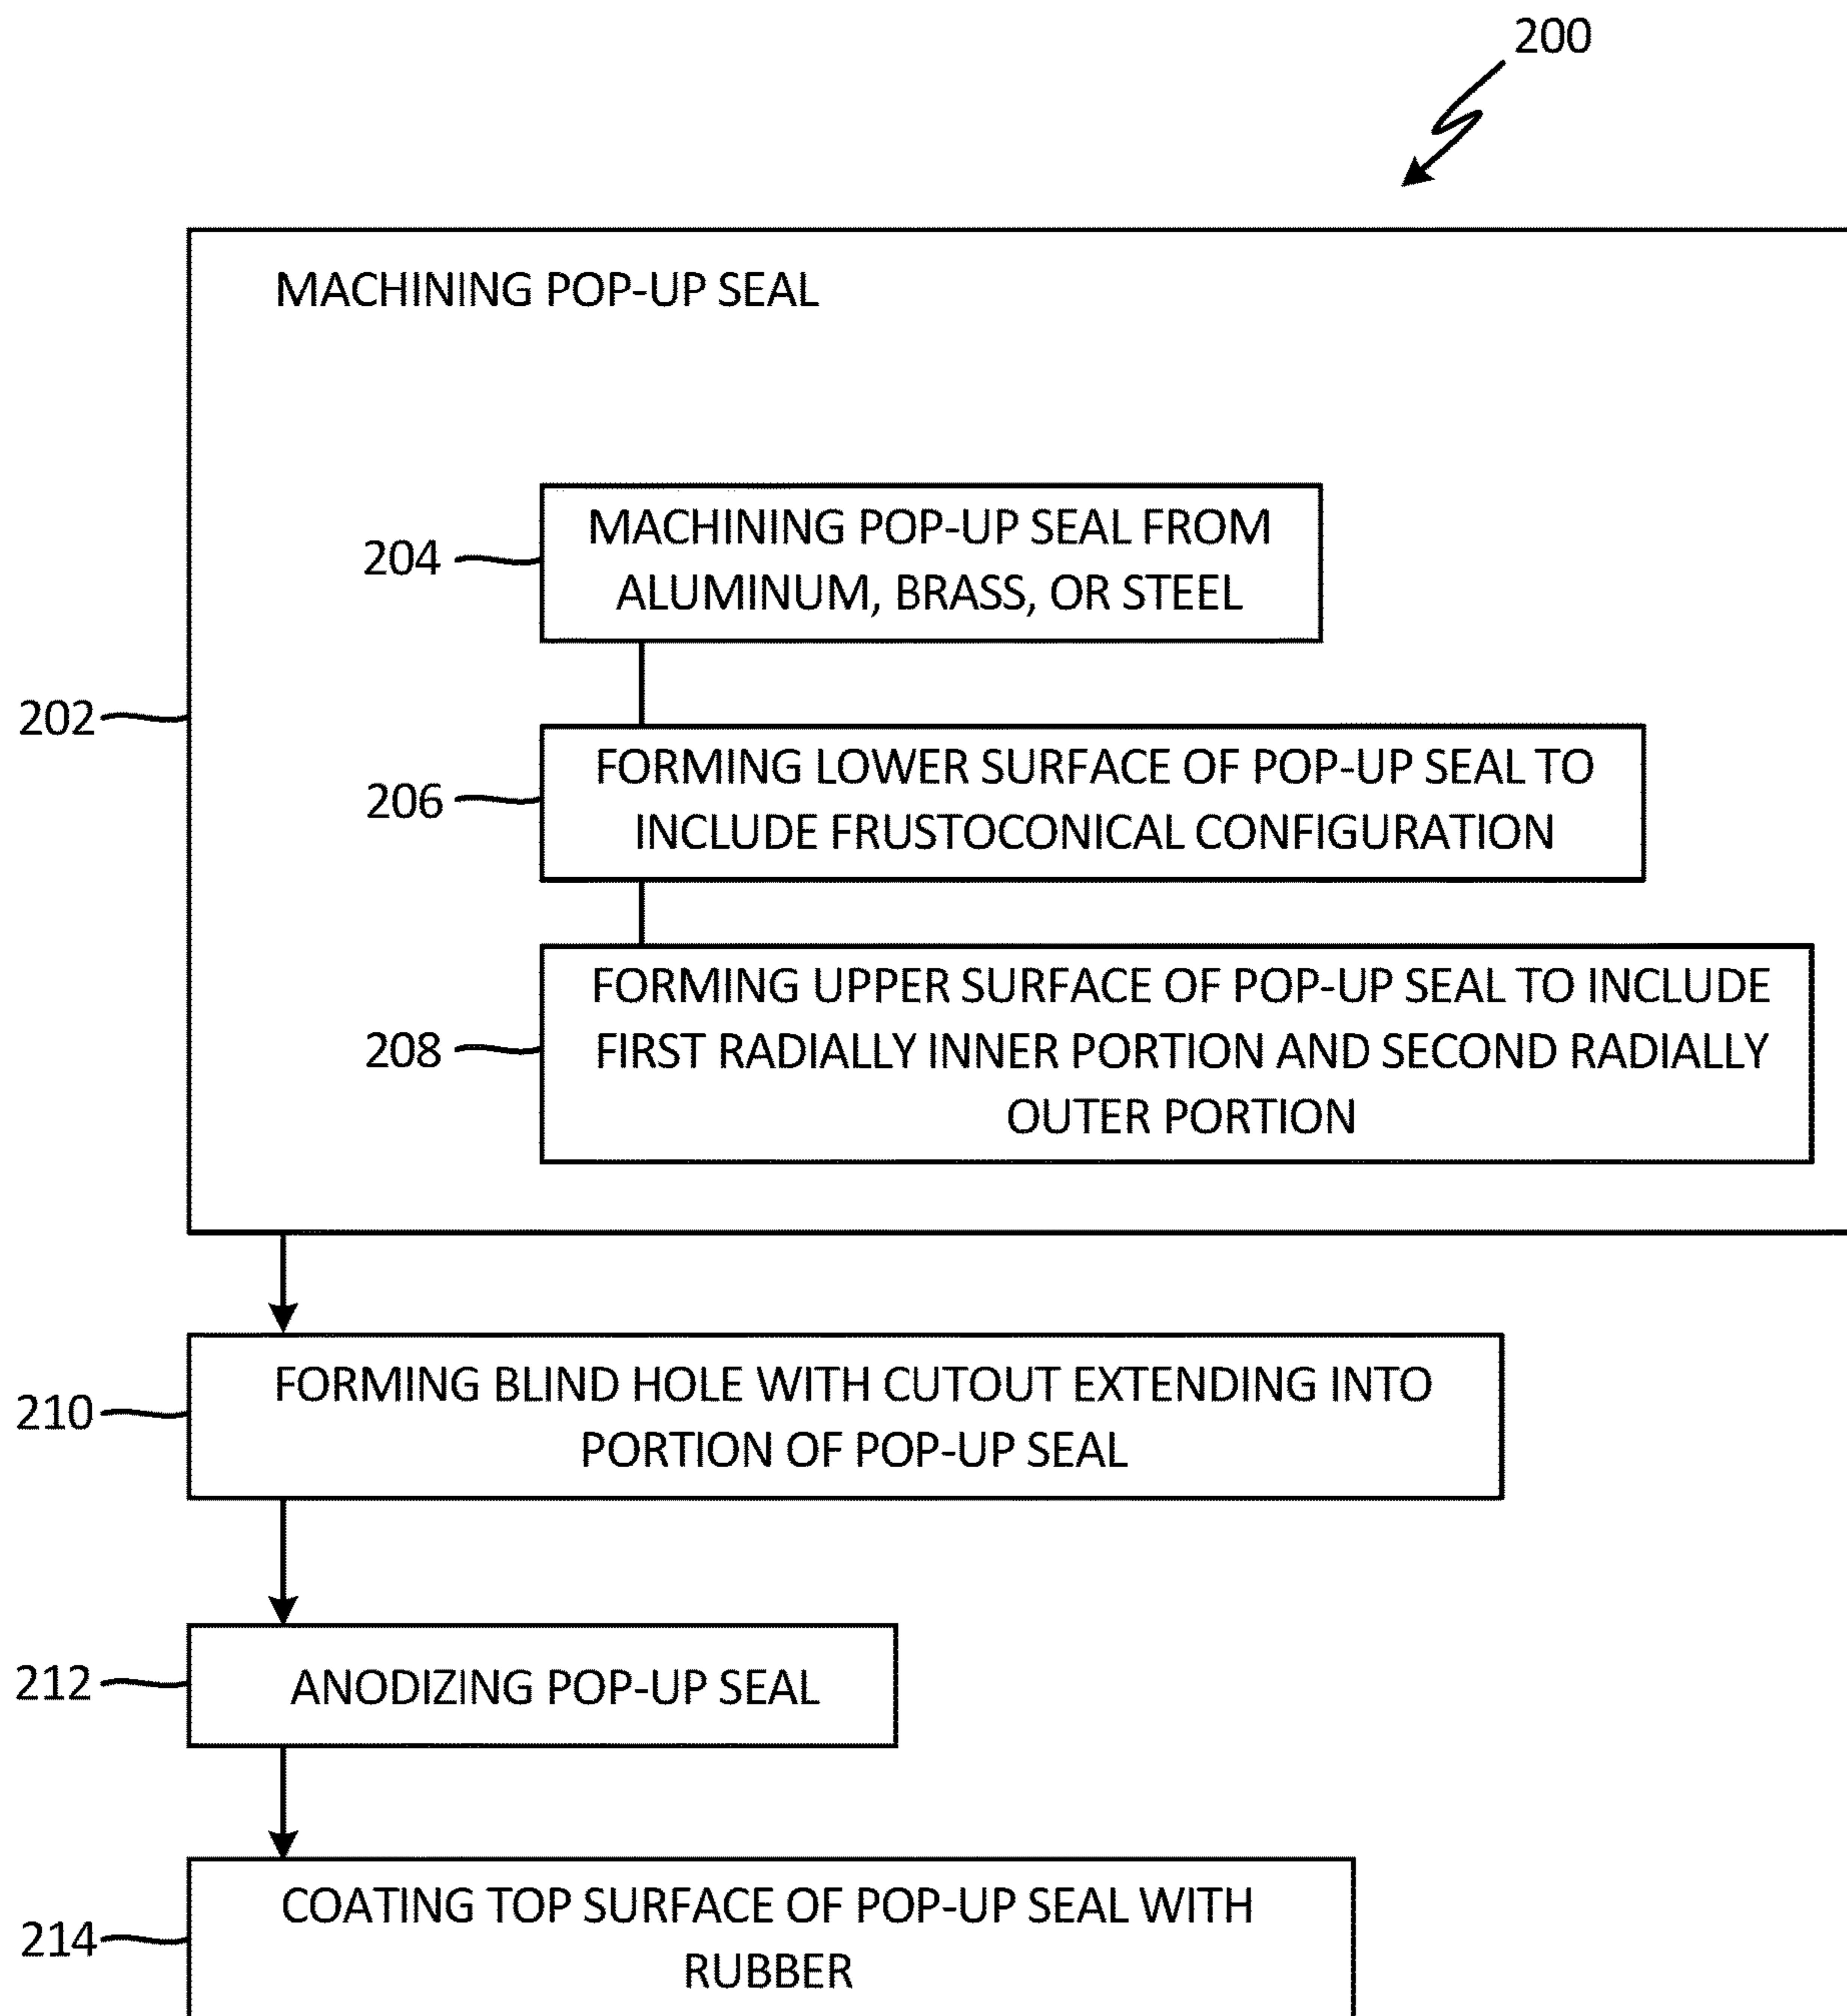 200
MACHINING POP-UP SEAL
204
MACHINING POP-UP SEAL FROM
ALUMINUM, BRASS, OR STEEL
202
206
FORMING LOWER SURFACE OF POP-UP SEAL TO
INCLUDE FRUSTOCONICAL CONFIGURATION
208
FORMING UPPER SURFACE OF POP-UP SEAL TO INCLUDE
FIRST RADIALLY INNER PORTION AND SECOND RADIALLY
OUTER PORTION
210
FORMING BLIND HOLE WITH CUTOUT EXTENDING INTO
PORTION OF POP-UP SEAL
212
ANODIZING POP-UP SEAL
214
COATING TOP SURFACE OF POP-UP SEAL WITH
RUBBER